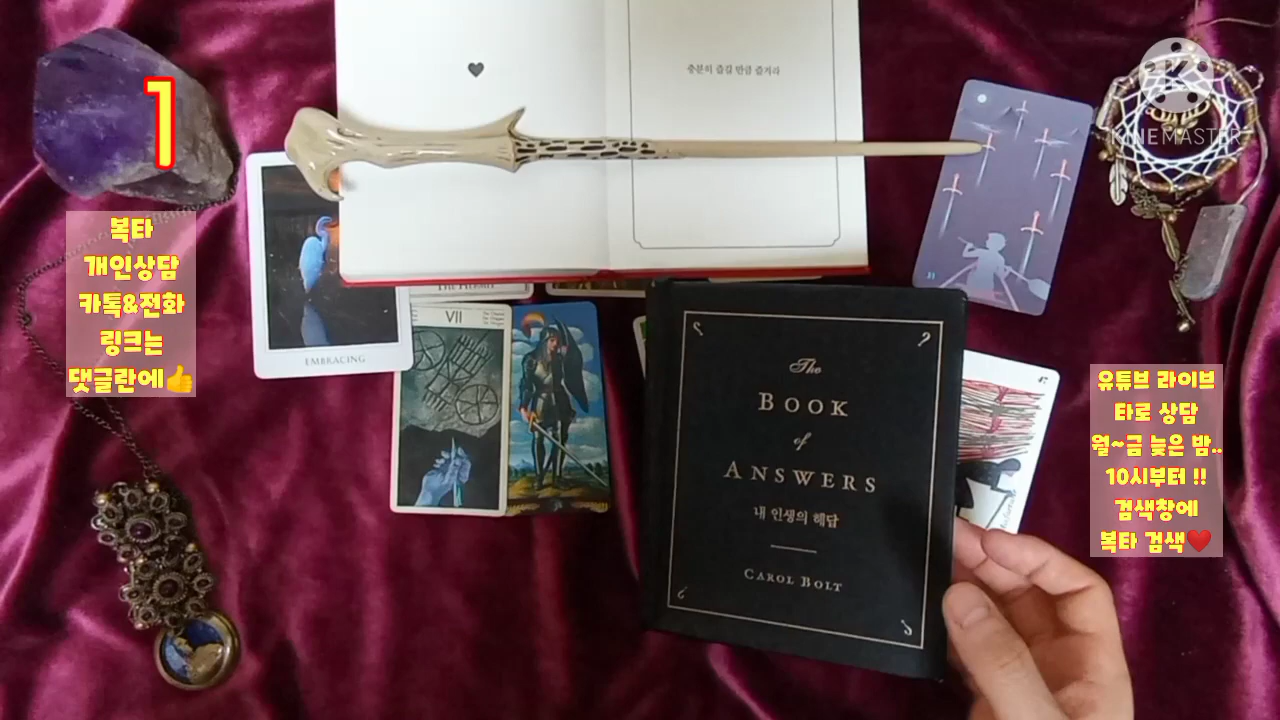 1
복타
개인상담
카톡&전화
링크는
댓글란에👍
♥
충분히 즐길 만큼 즐겨라
KINEMASTER
EMBRACING
The Hermit
VII
The
BOOK
of
ANSWERS
내 인생의 해답
CAROL BOLT
유튜브 라이브
타로 상담
월~금 늦은 밤..
10시부터 !!
검색창에
복타 검색❤️